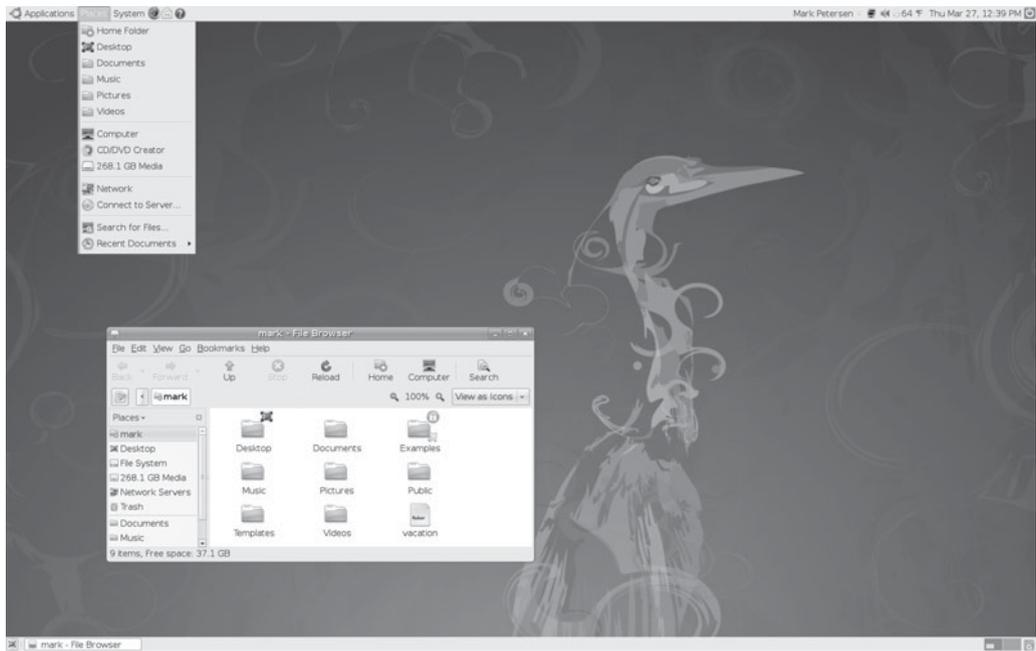 Applications Places System
Mark Petersen 64 °F Thu Mar 27, 12:39 PM
Home Folder
Desktop
Documents
Music
Pictures
Videos
Computer
CD/DVD Creator
268.1 GB Media
Network
Connect to Server...
Search for Files...
Recent Documents
mark - File Browser
File Edit View Go Bookmarks Help
Back Forward Up Stop Reload Home Computer Search
mark 100% View as Icons
Places
mark
Desktop
File System
268.1 GB Media
Network Servers
Trash
Documents
Music
Desktop Documents Examples
Music Pictures Public
Templates Videos vacation
9 items, Free space: 37.1 GB
mark - File Browser